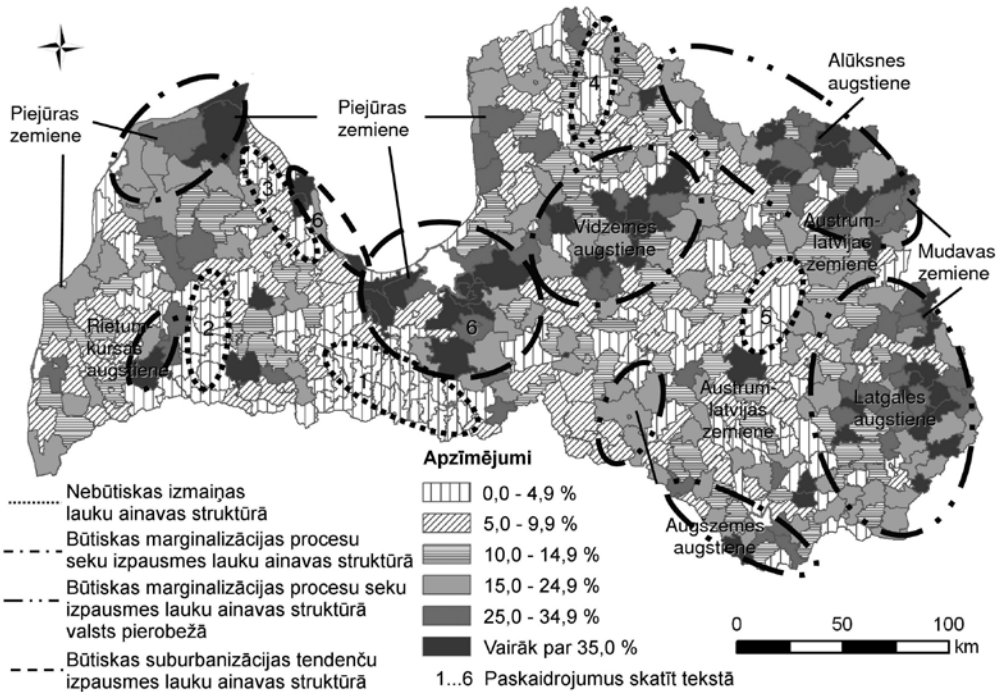 Piejūras
zemiene
Piejūras
zemiene
Alūksnes
augstiene
4
3
6
Vidzemes
augstiene
Austrum-
latvijas
zemiene
Mudavas
zemiene
Rietum-
kursas
augstiene
2
6
5
1
Austrum-
latvijas
zemiene
Latgales
augstiene
Augszemes
augstiene
Nebūtiskas izmaiņas
lauku ainavas struktūrā
Būtiskas marginalizācijas procesu
seku izpausmes lauku ainavas struktūrā
Būtiskas marginalizācijas procesu seku
izpausmes lauku ainavas struktūrā
valsts pierobežā
Būtiskas suburbanizācijas tendenču
izpausmes lauku ainavas struktūrā
Apzīmējumi
0,0 - 4,9 %
5,0 - 9,9 %
10,0 - 14,9 %
15,0 - 24,9 %
25,0 - 34,9 %
Vairāk par 35,0 %
1...6 Paskaidrojumus skatīt tekstā
0 50 100
km